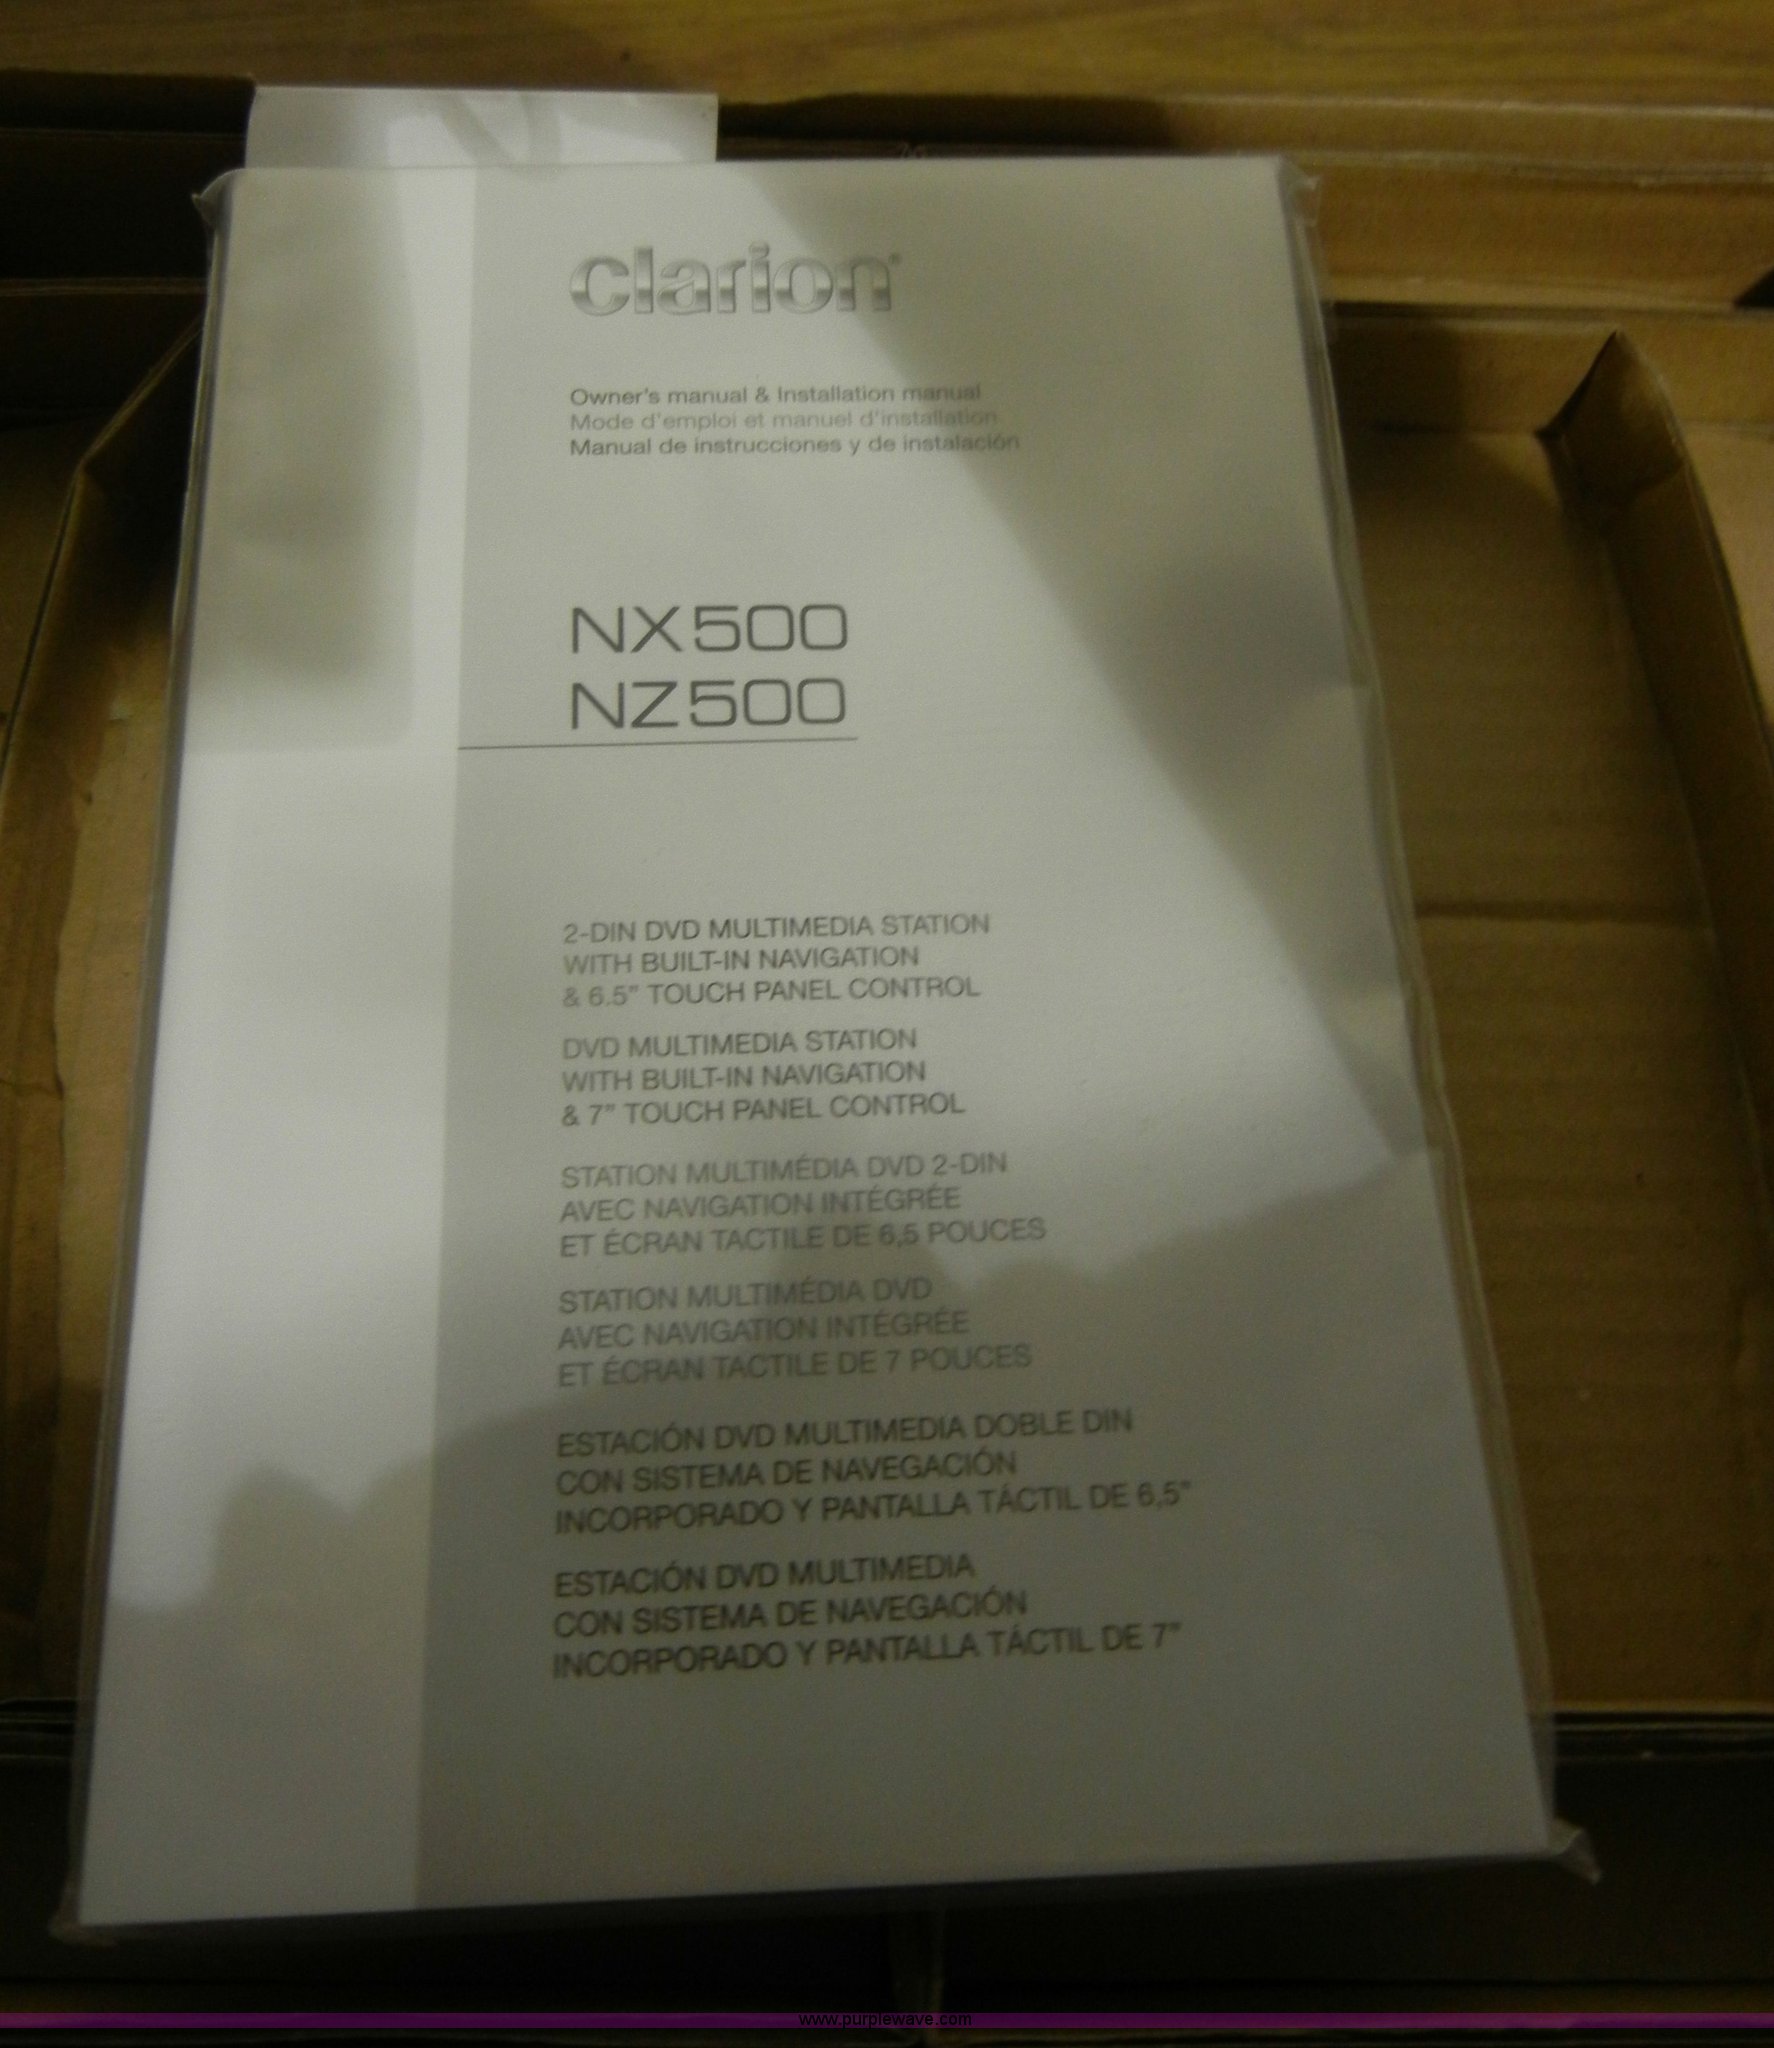 clarion®
Owner's manual & Installation manual
Mode d'emploi et manuel d'installation
Manual de instrucciones y de instalación
NX500
NZ500
2-DIN DVD MULTIMEDIA STATION
WITH BUILT-IN NAVIGATION
& 6.5" TOUCH PANEL CONTROL
DVD MULTIMEDIA STATION
WITH BUILT-IN NAVIGATION
& 7" TOUCH PANEL CONTROL
STATION MULTIMÉDIA DVD 2-DIN
AVEC NAVIGATION INTÉGRÉE
ET ÉCRAN TACTILE DE 6,5 POUCES
STATION MULTIMÉDIA DVD
AVEC NAVIGATION INTÉGRÉE
ET ÉCRAN TACTILE DE 7 POUCES
ESTACIÓN DVD MULTIMEDIA DOBLE DIN
CON SISTEMA DE NAVEGACIÓN
INCORPORADO Y PANTALLA TÁCTIL DE 6,5"
ESTACIÓN DVD MULTIMEDIA
CON SISTEMA DE NAVEGACIÓN
INCORPORADO Y PANTALLA TÁCTIL DE 7"
www.purplewave.com